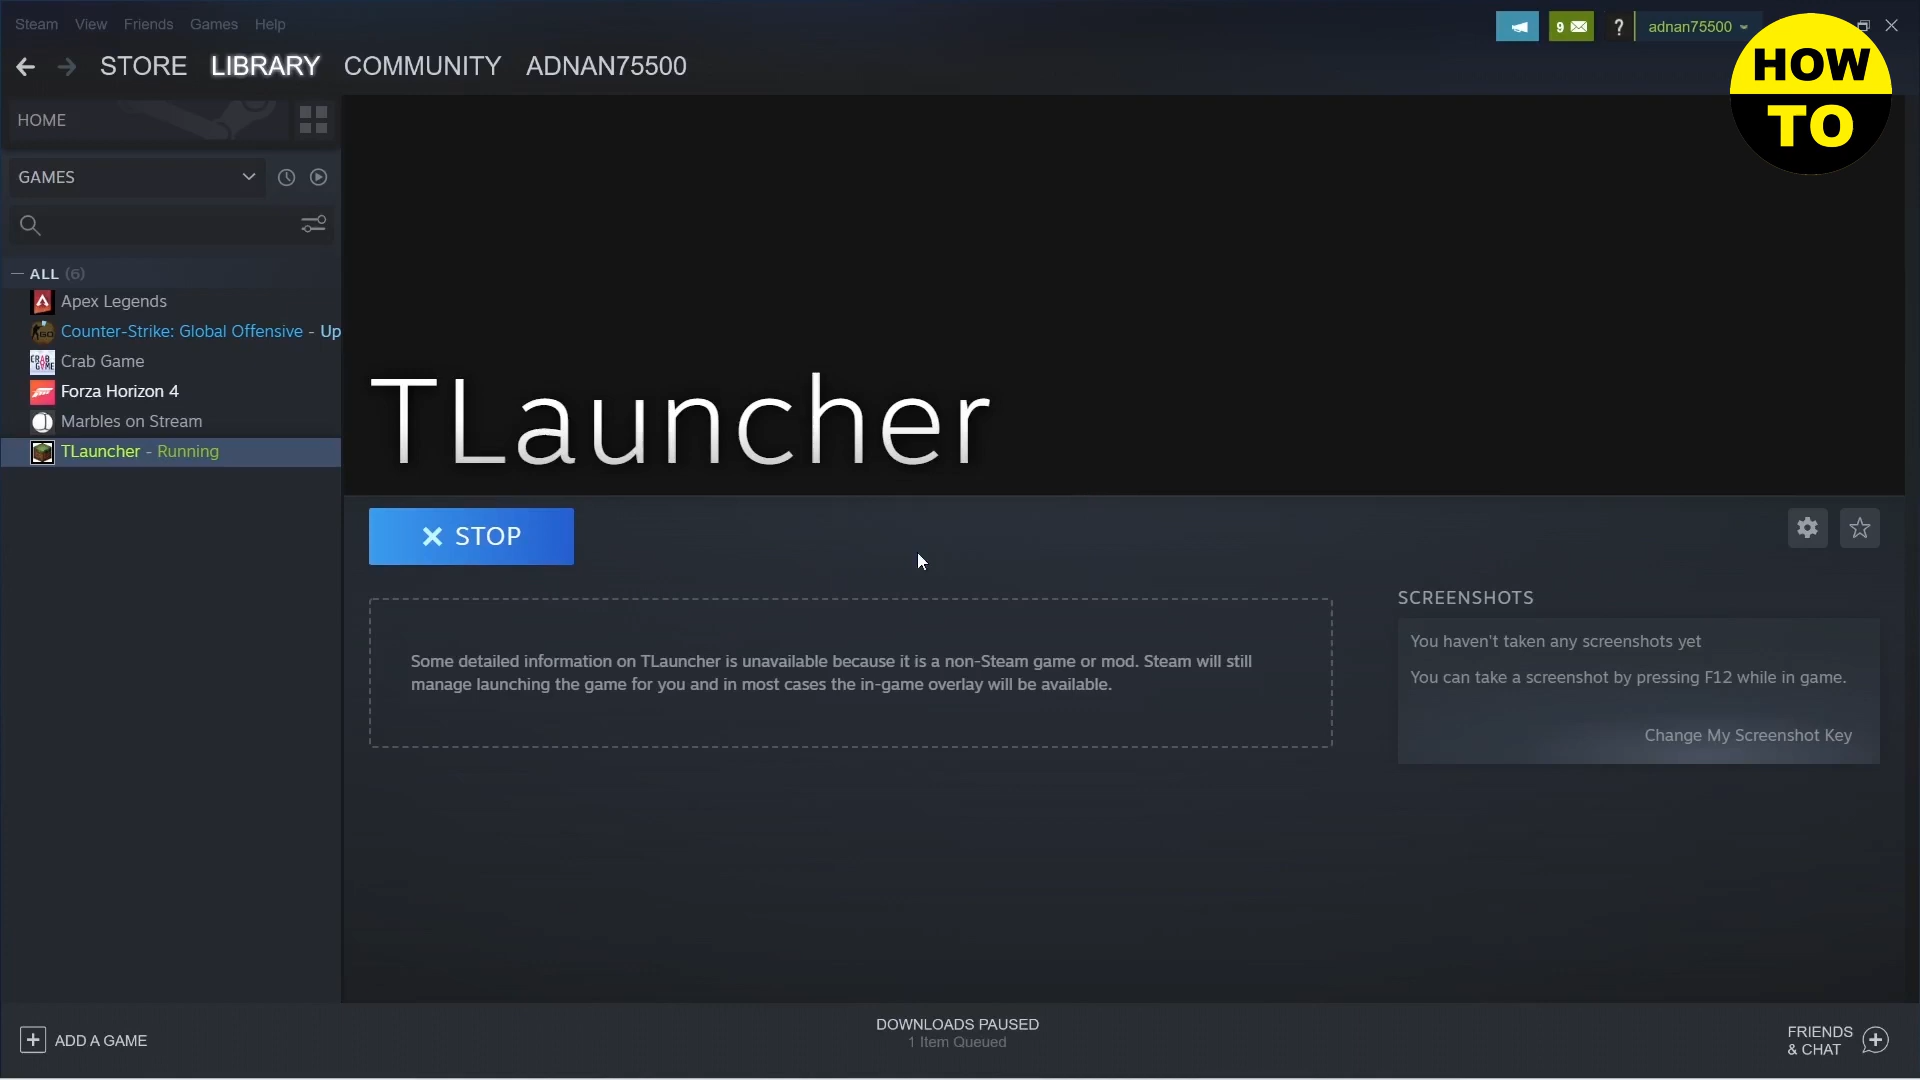 Steam View Friends Games Help
9 ? adnan75500
HOW
TO
STORE LIBRARY COMMUNITY ADNAN75500
HOME
GAMES
ALL (6)
Apex Legends
Counter-Strike: Global Offensive - Up
Crab Game
Forza Horizon 4
Marbles on Stream
TLauncher - Running
TLauncher
STOP
Some detailed information on TLauncher is unavailable because it is a non-Steam game or mod. Steam will still
manage launching the game for you and in most cases the in-game overlay will be available.
SCREENSHOTS
You haven't taken any screenshots yet
You can take a screenshot by pressing F12 while in game.
Change My Screenshot Key
ADD A GAME
DOWNLOADS PAUSED
1 Item Queued
FRIENDS
& CHAT